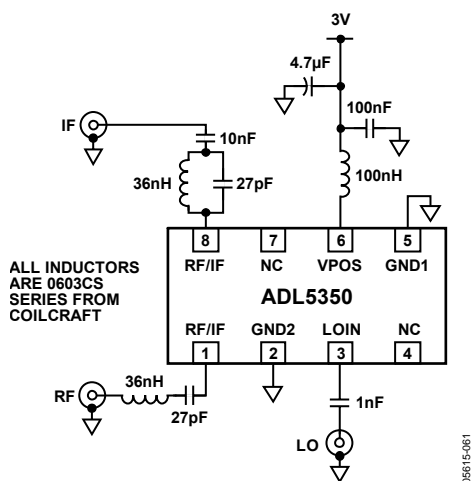 3V
4.7µF
IF
100nF
10nF
36nH
27pF
100nH
8
7
6
5
RF/IF
NC
VPOS
GND1
ALL INDUCTORS
ARE 0603CS
SERIES FROM
COILCRAFT
ADL5350
RF/IF
GND2
LOIN
NC
1
2
3
4
36nH
RF
27pF
1nF
LO
05615-061